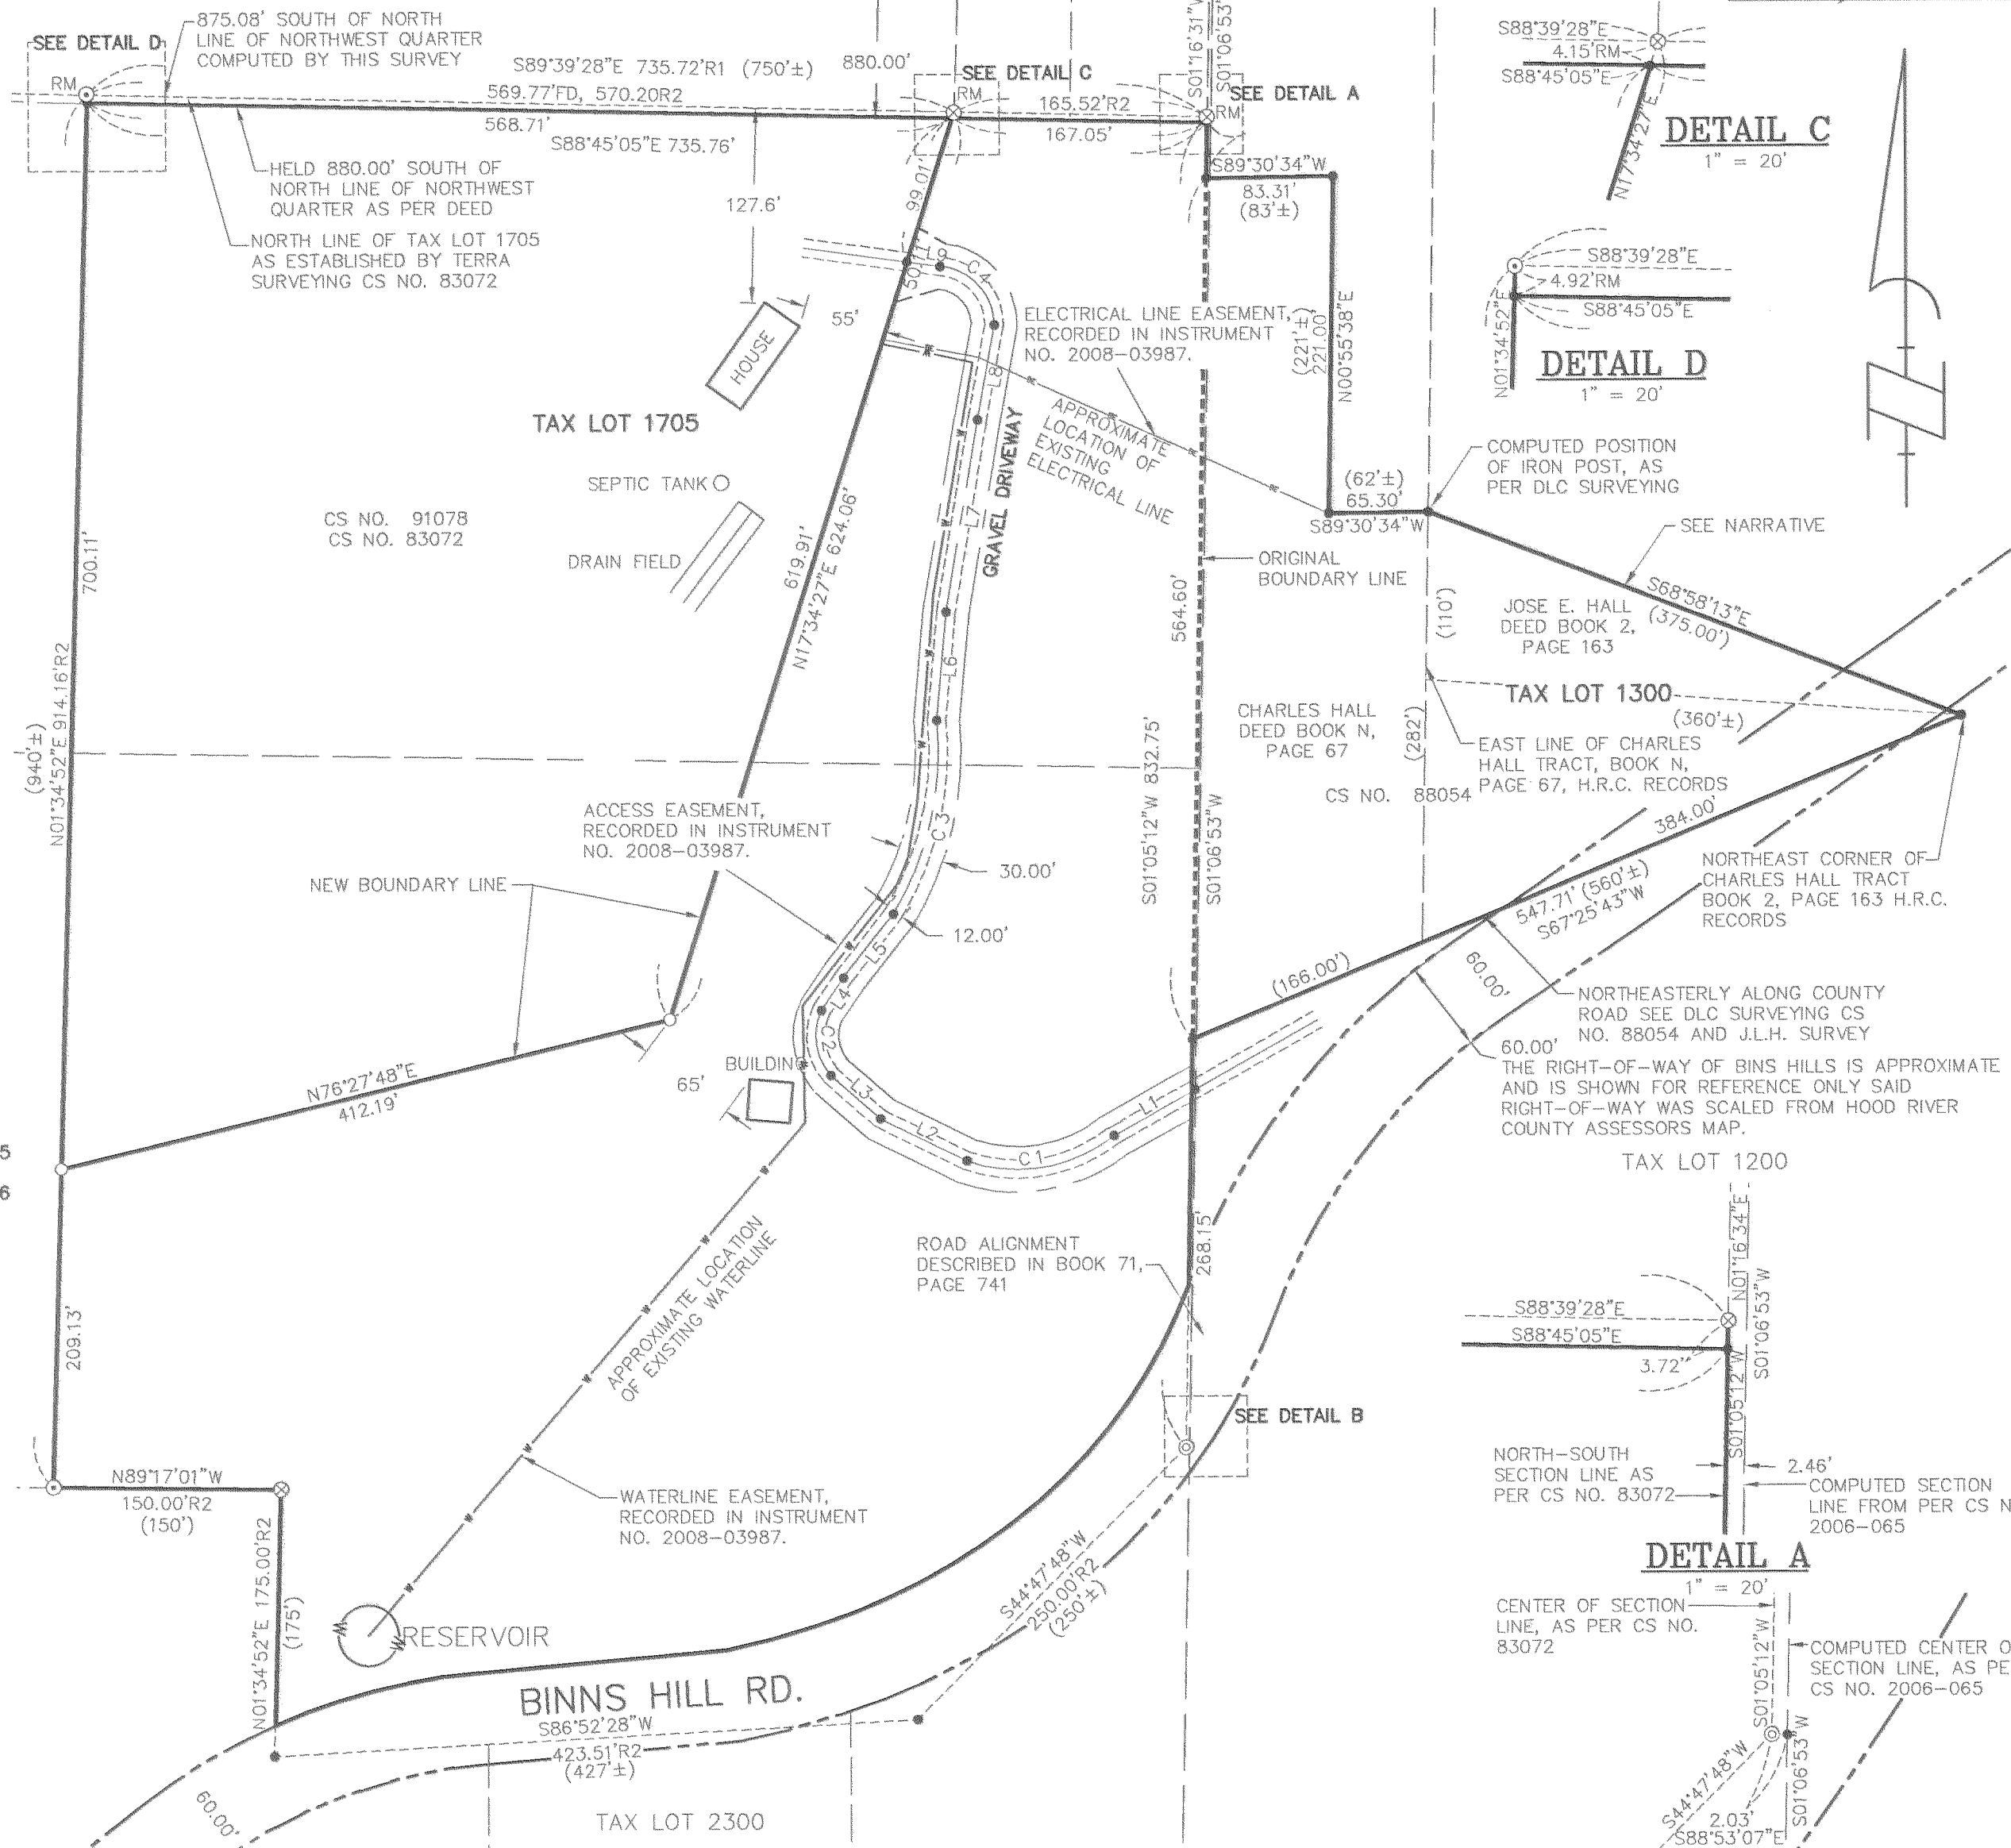 875.08' SOUTH OF NORTH
LINE OF NORTHWEST QUARTER
COMPUTED BY THIS SURVEY
SEE DETAIL D
RM
S89°39'28"E 735.72'R1 (750'±)
569.77'FD, 570.20R2
568.71'
S88°45'05"E 735.76'
880.00'
SEE DETAIL C
RM
165.52'R2
167.05'
S01°16'31"W
S01°06'53"
SEE DETAIL A
RM
HELD 880.00' SOUTH OF
NORTH LINE OF NORTHWEST
QUARTER AS PER DEED
NORTH LINE OF TAX LOT 1705
AS ESTABLISHED BY TERRA
SURVEYING CS NO. 83072
127.6'
99.01'
S89°30'34"W
83.31'
(83'±)
S88°39'28"E
4.15'RM
S88°45'05"E
N17°34'27"E
DETAIL C
1" = 20'
S88°39'28"E
4.92'RM
S88°45'05"E
N01°34'52"E
DETAIL D
1" = 20'
L9
C4
55'
HOUSE
ELECTRICAL LINE EASEMENT,
RECORDED IN INSTRUMENT
NO. 2008-03987.
(221'±)
221.00'
N00°55'38"E
L8
TAX LOT 1705
GRAVEL DRIVEWAY
APPROXIMATE
LOCATION OF
EXISTING
ELECTRICAL LINE
COMPUTED POSITION
OF IRON POST, AS
PER DLC SURVEYING
SEPTIC TANK
(62'±)
65.30'
S89°30'34"W
CS NO. 91078
CS NO. 83072
L7
SEE NARRATIVE
DRAIN FIELD
ORIGINAL
BOUNDARY LINE
700.11'
619.91'
N17°34'27"E 624.06'
564.60'
S68°58'13"E
(375.00')
JOSE E. HALL
DEED BOOK 2,
PAGE 163
(110')
L6
TAX LOT 1300
(360'±)
(940'±)
N01°34'52"E 914.16'R2
CHARLES HALL
DEED BOOK N,
PAGE 67
(282')
EAST LINE OF CHARLES
HALL TRACT, BOOK N,
PAGE 67, H.R.C. RECORDS
CS NO. 88054
S01°05'12"W 832.75'
S01°06'53"W
ACCESS EASEMENT,
RECORDED IN INSTRUMENT
NO. 2008-03987.
C3
384.00'
NEW BOUNDARY LINE
30.00'
NORTHEAST CORNER OF
CHARLES HALL TRACT
BOOK 2, PAGE 163 H.R.C.
RECORDS
547.71' (560'±)
S67°25'43"W
12.00'
L5
(166.00')
60.00'
L4
NORTHEASTERLY ALONG COUNTY
ROAD SEE DLC SURVEYING CS
NO. 88054 AND J.L.H. SURVEY
60.00'
C2
BUILDING
65'
N76°27'48"E
412.19'
L3
L1
L2
C1
THE RIGHT-OF-WAY OF BINS HILLS IS APPROXIMATE
AND IS SHOWN FOR REFERENCE ONLY SAID
RIGHT-OF-WAY WAS SCALED FROM HOOD RIVER
COUNTY ASSESSORS MAP.
5
6
TAX LOT 1200
N01°16'34"E
S01°06'53"W
268.15'
ROAD ALIGNMENT
DESCRIBED IN BOOK 71,
PAGE 741
APPROXIMATE LOCATION
OF EXISTING WATERLINE
S88°39'28"E
S88°45'05"E
3.72'
S01°05'12"W
209.13'
SEE DETAIL B
NORTH-SOUTH
SECTION LINE AS
PER CS NO. 83072
2.46'
COMPUTED SECTION
LINE FROM PER CS N
2006-065
N89°17'01"W
150.00'R2
(150')
WATERLINE EASEMENT,
RECORDED IN INSTRUMENT
NO. 2008-03987.
DETAIL A
1" = 20'
N01°34'52"E 175.00'R2
(175')
S44°47'48"W
250.00'R2
(250'±)
CENTER OF SECTION
LINE, AS PER CS NO.
83072
RESERVOIR
COMPUTED CENTER O
SECTION LINE, AS PE
CS NO. 2006-065
S01°05'12"W
BINNS HILL RD.
S86°52'28"W
423.51'R2
(427'±)
S01°06'53"W
S44°47'48"W
60.00'
TAX LOT 2300
2.03'
S88°53'07"E